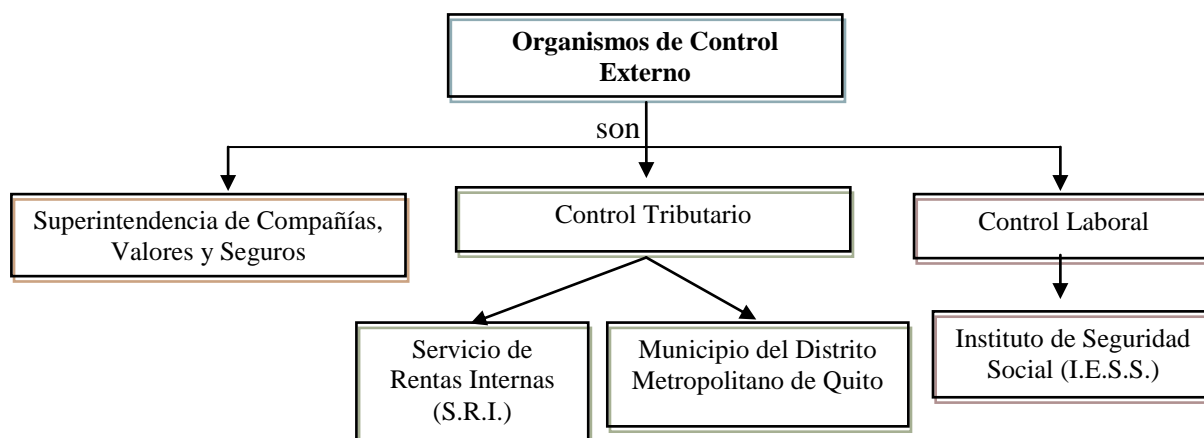 Organismos de Control
Externo
son
Superintendencia de Compañías,
Valores y Seguros
Control Tributario
Control Laboral
Servicio de
Rentas Internas
(S.R.I.)
Municipio del Distrito
Metropolitano de Quito
Instituto de Seguridad
Social (I.E.S.S.)